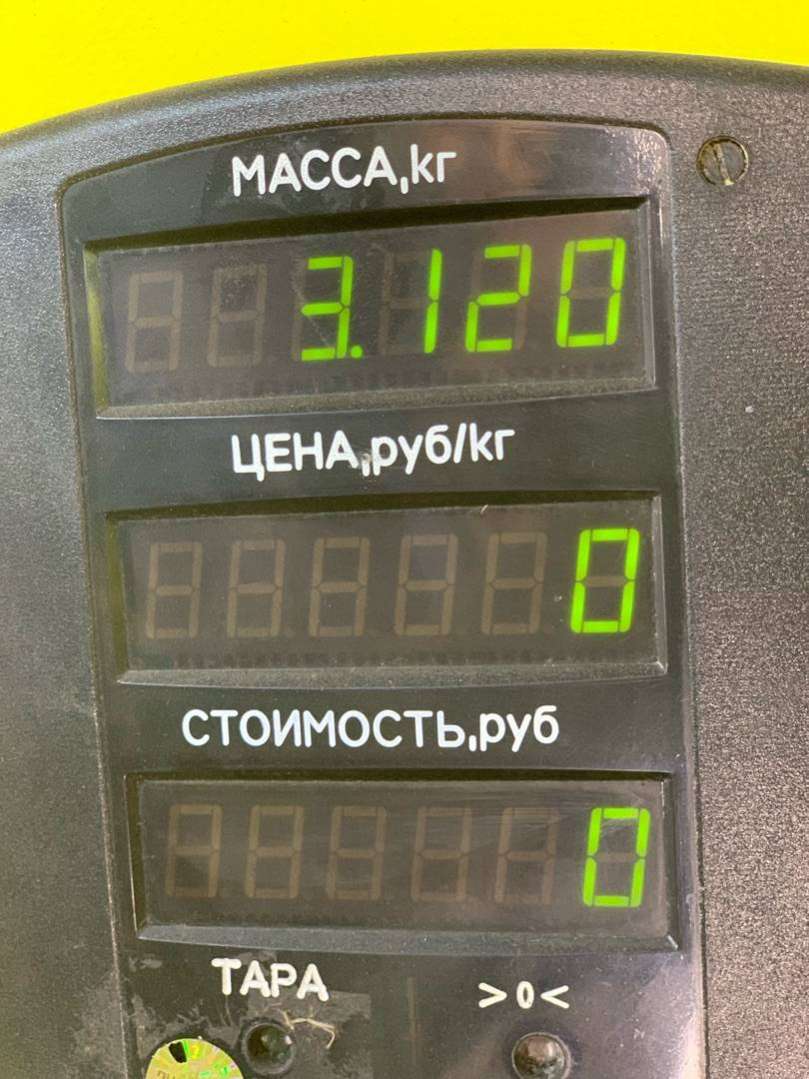 МАССА,кг
3.120
ЦЕНА,руб/кг
0
СТОИМОСТЬ,руб
0
ТАРА >0<